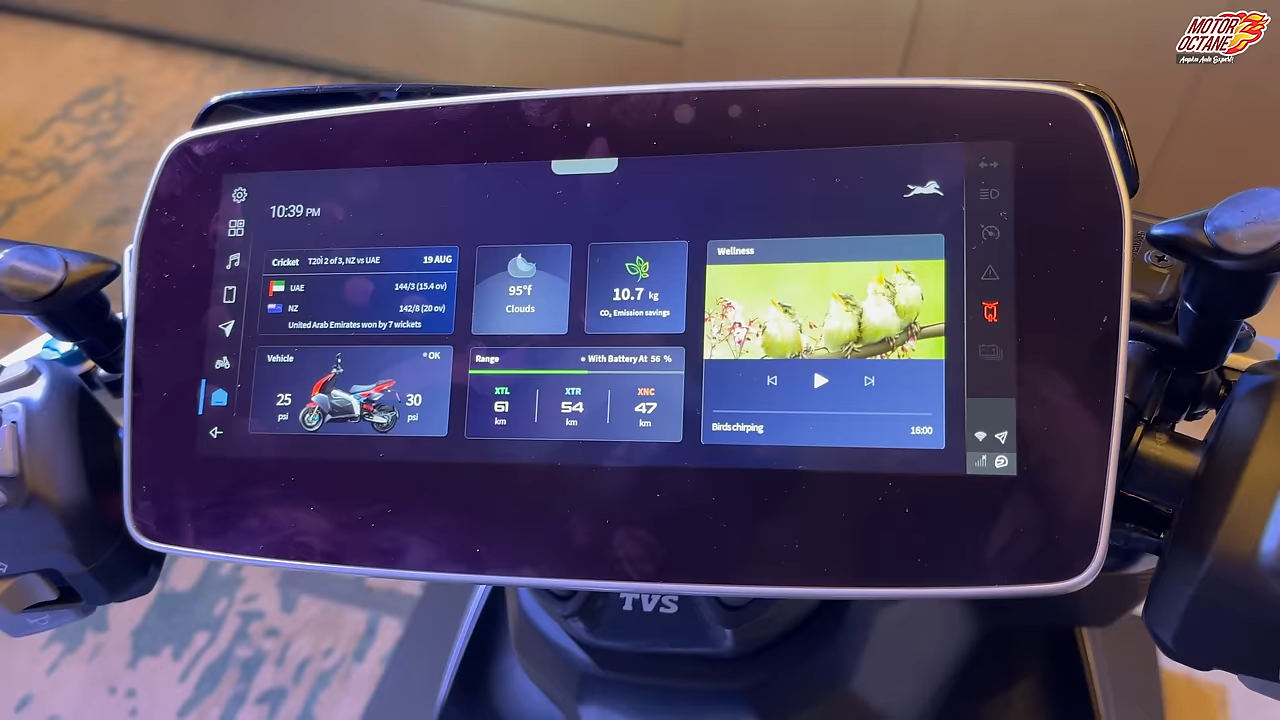 MOTOR
OCTANE
Aapka Auto Expert!
10:39 PM
Cricket T20I 2 of 3, NZ vs UAE 19 AUG
UAE 144/3 (15.4 ov)
NZ 142/8 (20 ov)
United Arab Emirates won by 7 wickets
95°f
Clouds
10.7 kg
CO₂ Emission savings
Wellness
Vehicle OK
25
psi
30
psi
Range With Battery At 56 %
XTL XTR XNC
61 54 47
km km km
Birds chirping 16:00
TVS